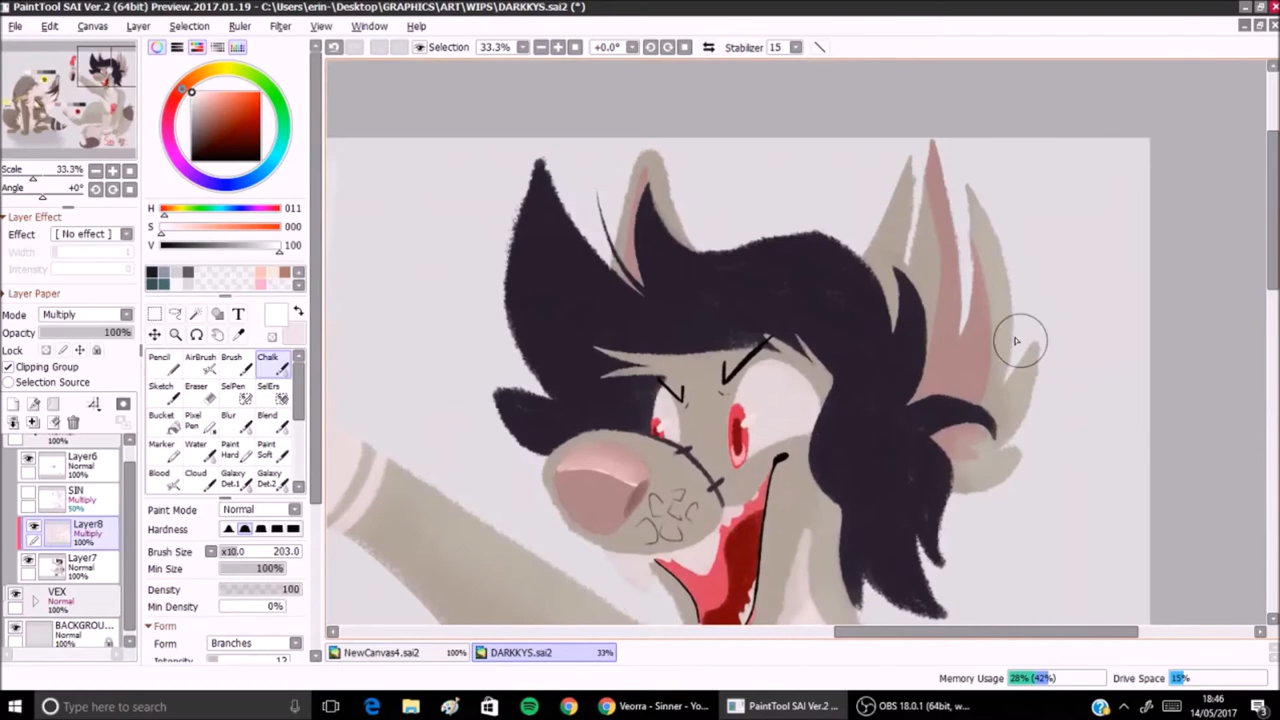 PaintTool SAI Ver.2 (64bit) Preview.2017.01.19 - C:\Users\erin-\Desktop\GRAPHICS\ART\WIPS\DARKKYS.sai2 (*)
File Edit Canvas Layer Selection Ruler Filter View Window Help
Selection 33.3% +0.0° Stabilizer 15
Scale 33.3%
Angle +0°
Layer Effect
Effect [ No effect ]
Width 1
Intensity 0
Layer Paper
Mode Multiply
Opacity 100%
Lock
Clipping Group
Selection Source
100%
Layer6
Normal
100%
SIN
Multiply
50%
Layer8
Multiply
100%
Layer7
Normal
100%
VEX
Normal
100%
BACKGROU...
Normal
100%
H 011
S 000
V 100
T
Pencil AirBrush Brush Chalk
Sketch Eraser SelPen SelErs
Bucket Pixel Pen Blur Blend
Marker Water Paint Hard Paint Soft
Blood Cloud Galaxy Det.1 Galaxy Det.2
Paint Mode Normal
Hardness
Brush Size x10.0 203.0
Min Size 100%
Density 100
Min Density 0%
Form
Form Branches
Intensity 12
NewCanvas4.sai2 100% DARKKYS.sai2 33%
Memory Usage 28% (42%) Drive Space 15%
Type here to search
Veorra - Sinner - Yo...
PaintTool SAI Ver.2 ...
OBS 18.0.1 (64bit, w...
18:46
14/05/2017